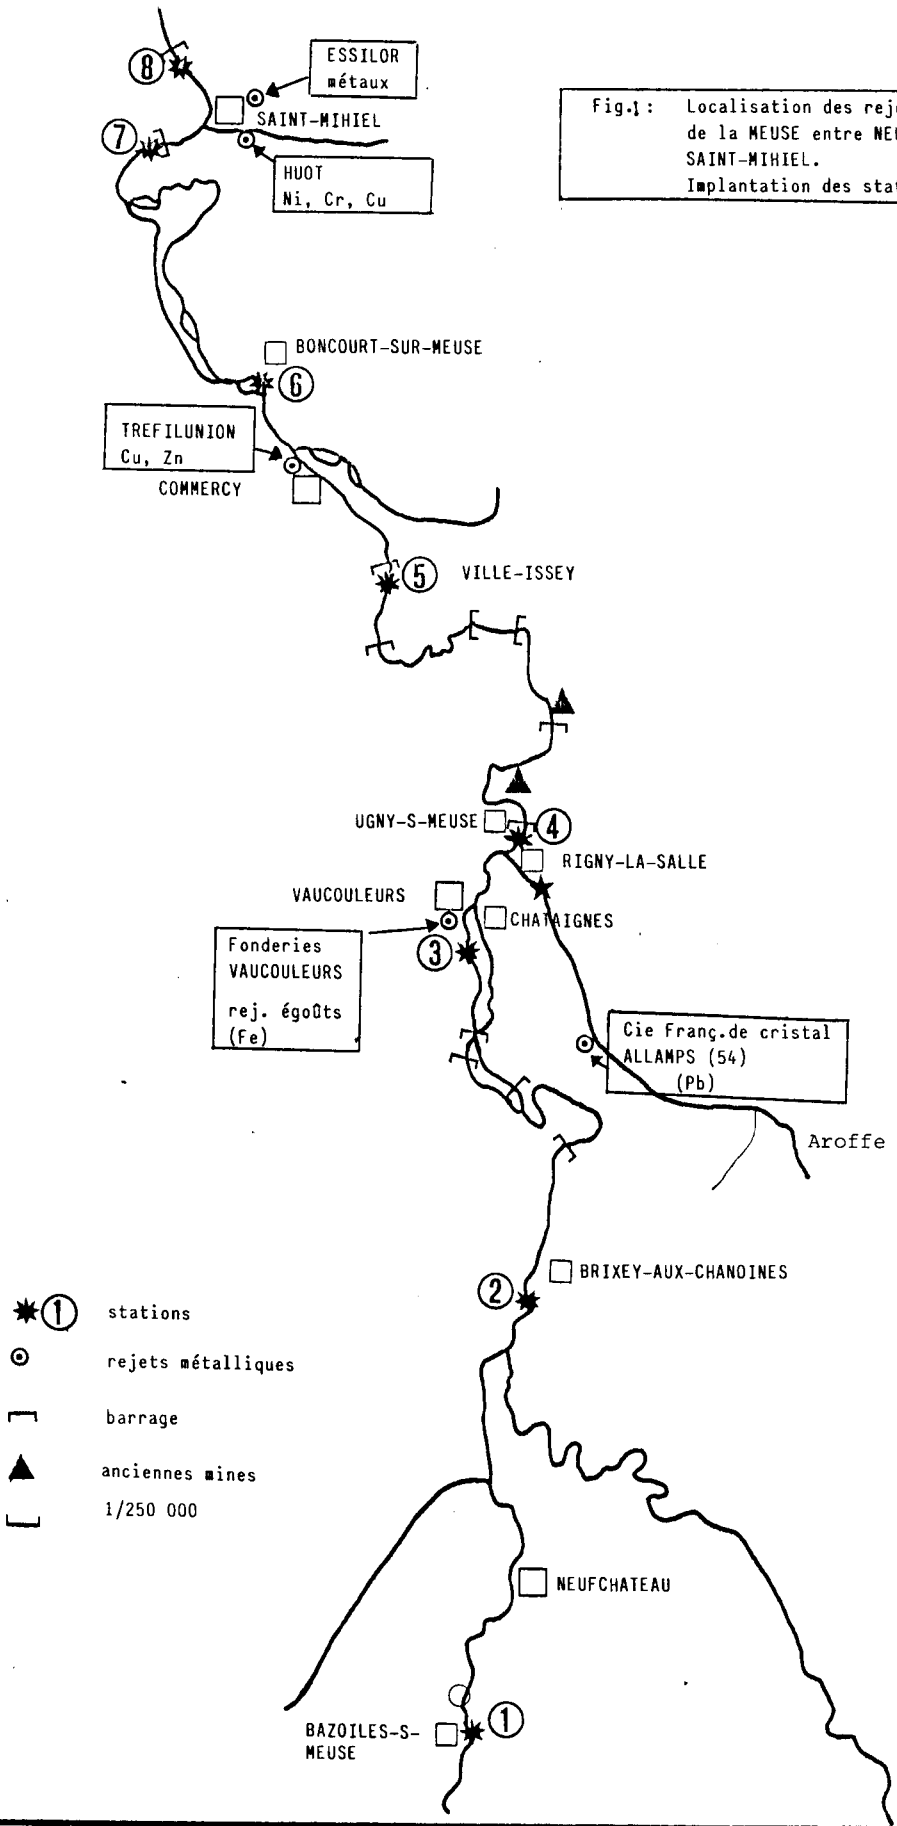 8
ESSILOR
métaux
Fig.1: Localisation des
de la MEUSE entre
SAINT-MIHIEL.
Implantation des
SAINT-MIHIEL
7
HUOT
Ni, Cr, Cu
BONCOURT-SUR-MEUSE
6
TREFILUNION
Cu, Zn
COMMERCY
5
VILLE-ISSEY
UGNY-S-MEUSE
4
RIGNY-LA-SALLE
VAUCOULEURS
CHATAIGNES
3
Fonderies
VAUCOULEURS
rej. égoûts
(Fe)
Cie Franç.de cristal
ALLAMPS (54)
(Pb)
Aroffe
BRIXEY-AUX-CHANOINES
2
1 stations
rejets métalliques
barrage
anciennes mines
1/250 000
NEUFCHATEAU
1
BAZOILES-S-
MEUSE